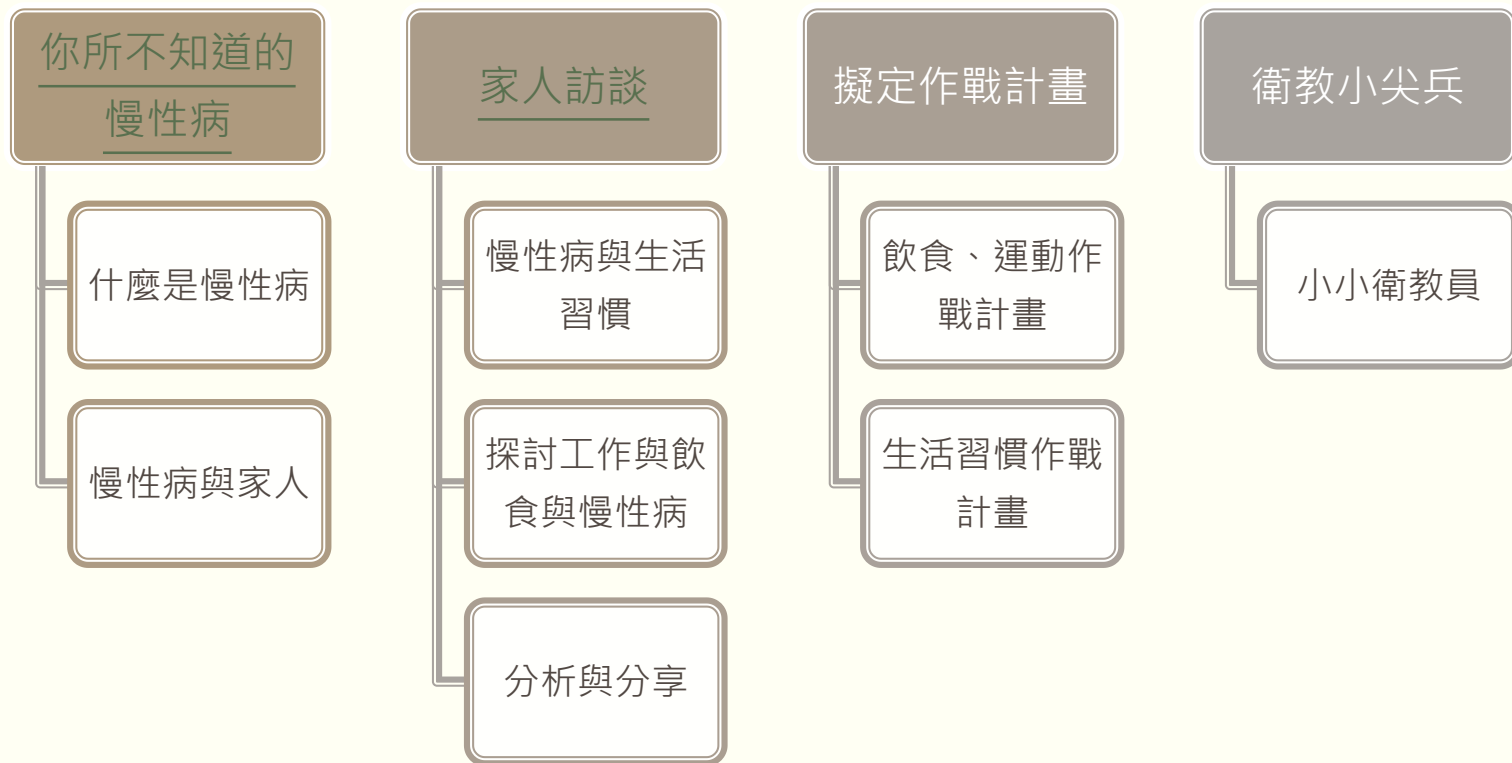 你所不知道的
慢性病
什麼是慢性病
慢性病與家人
家人訪談
慢性病與生活
習慣
探討工作與飲
食與慢性病
分析與分享
擬定作戰計畫
飲食、運動作
戰計畫
生活習慣作戰
計畫
衛教小尖兵
小小衛教員